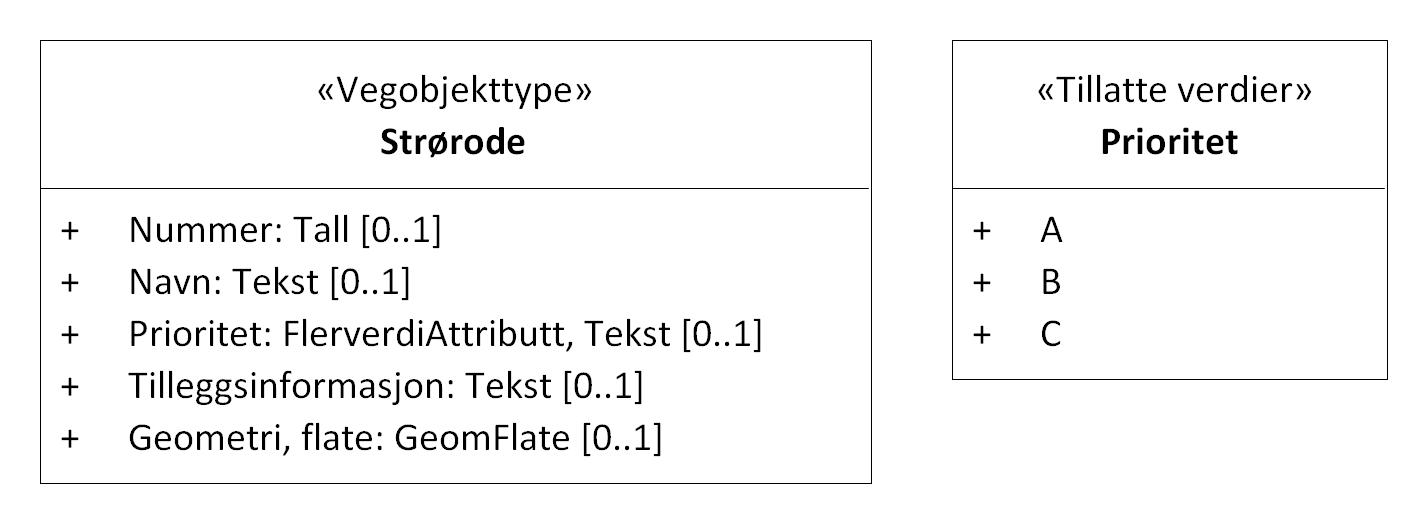 «Vegobjekttype»
Strørode
+ Nummer: Tall [0..1]
+ Navn: Tekst [0..1]
+ Prioritet: FlerverdiAttributt, Tekst [0..1]
+ Tilleggsinformasjon: Tekst [0..1]
+ Geometri, flate: GeomFlate [0..1]
«Tillatte verdier»
Prioritet
+ A
+ B
+ C